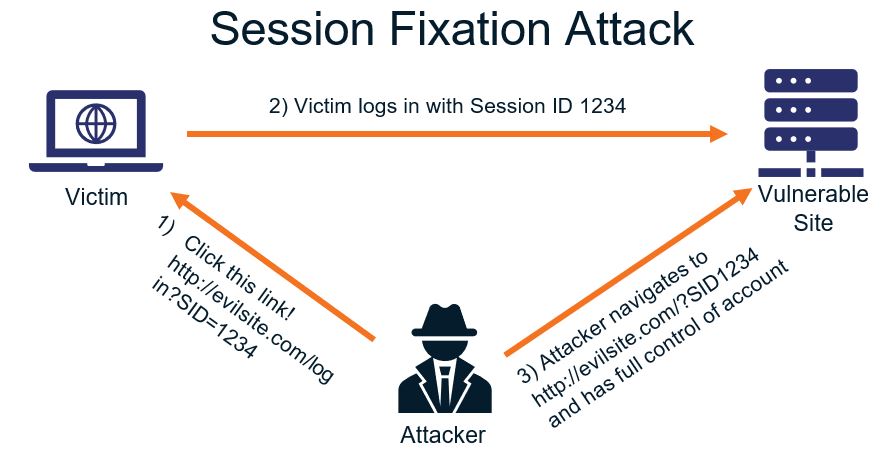 Session Fixation Attack
2) Victim logs in with Session ID 1234
Victim
Vulnerable
Site
1) Click this link!
http://evilsite.com/log
in?SID=1234
3) Attacker navigates to
http://evilsite.com/?SID1234
and has full control of account
Attacker